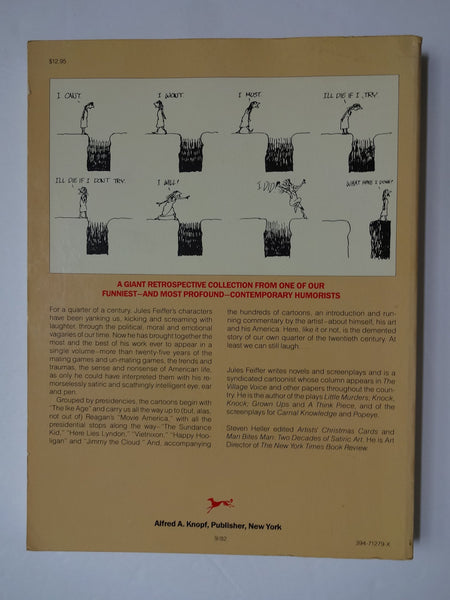 $12.95
I CAN'T.
I WON'T.
I MUST.
I'LL DIE IF I TRY.
I'LL DIE IF I DON'T TRY.
I WILL!
I DID!
WHAT HAVE I DONE?
A GIANT RETROSPECTIVE COLLECTION FROM ONE OF OUR
FUNNIEST—AND MOST PROFOUND—CONTEMPORARY HUMORISTS
For a quarter of a century, Jules Feiffer's characters
have been yanking us, kicking and screaming with
laughter, through the political, moral and emotional
vagaries of our time. Now he has brought together the
most and the best of his work ever to appear in a
single volume—more than twenty-five years of the
mating games and un-mating games, the trends and
traumas, the sense and nonsense of American life,
as only he could have interpreted them with his re-
morselessly satiric and scathingly intelligent eye, ear
and pen.
Grouped by presidencies, the cartoons begin with
"The Ike Age" and carry us all the way up to (but, alas,
not out of) Reagan's "Movie America," with all the
presidential stops along the way—"The Sundance
Kid," "Here Lies Lyndon," "Vietnixon," "Happy Hoo-
ligan" and "Jimmy the Cloud." And, accompanying
the hundreds of cartoons, an introduction and run-
ning commentary by the artist—about himself, his art
and his America. Here, like it or not, is the demented
story of our own quarter of the twentieth century. At
least we can still laugh.
Jules Feiffer writes novels and screenplays and is a
syndicated cartoonist whose column appears in The
Village Voice and other papers throughout the coun-
try. He is the author of the plays Little Murders, Knock,
Knock; Grown Ups and A Think Piece, and of the
screenplays for Carnal Knowledge and Popeye.
Steven Heller edited Artists' Christmas Cards and
Man Bites Man: Two Decades of Satiric Art. He is Art
Director of The New York Times Book Review.
Alfred A. Knopf, Publisher, New York
9/82
394-71279-X